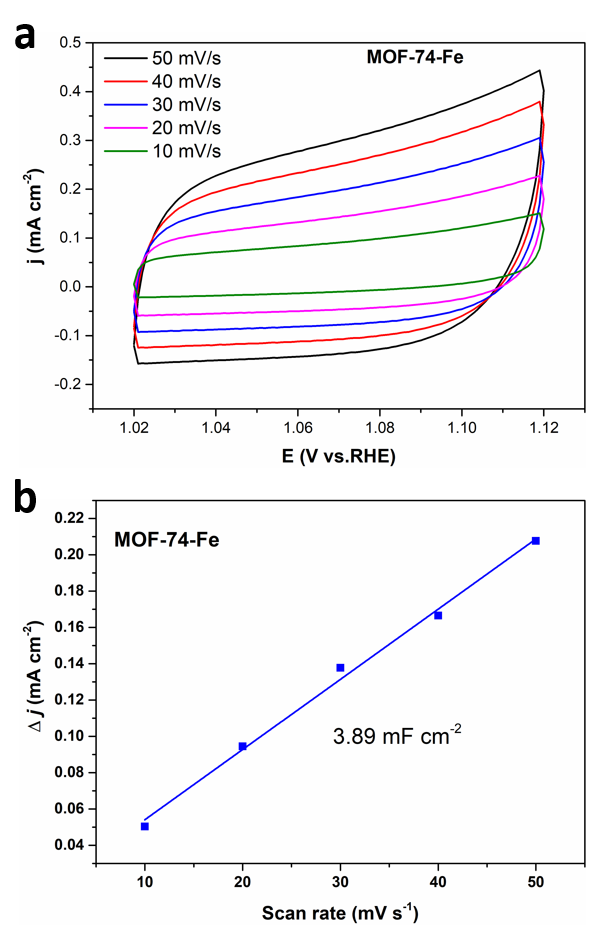 a
MOF-74-Fe
50 mV/s
40 mV/s
30 mV/s
20 mV/s
10 mV/s
0.5
0.4
0.3
0.2
0.1
0.0
-0.1
-0.2
j (mA cm-2)
1.02 1.04 1.06 1.08 1.10 1.12
E (V vs.RHE)
b
MOF-74-Fe
0.22
0.20
0.18
0.16
0.14
0.12
0.10
0.08
0.06
0.04
Δ j (mA cm-2)
3.89 mF cm-2
10 20 30 40 50
Scan rate (mV s-1)